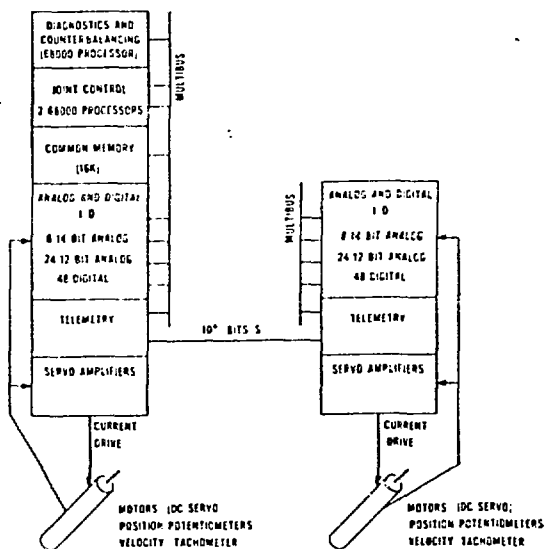 DIAGNOSTICS AND
COUNTERBALANCING
(68000 PROCESSOR)
JOINT CONTROL
2 68000 PROCESSORS
COMMON MEMORY
(16K)
ANALOG AND DIGITAL
I/O
8 14 BIT ANALOG
24 12 BIT ANALOG
48 DIGITAL
TELEMETRY
SERVO AMPLIFIERS
MULTIBUS
CURRENT
DRIVE
MOTORS (DC SERVO
POSITION POTENTIOMETERS
VELOCITY TACHOMETER
BITS S
MULTIBUS
ANALOG AND DIGITAL
I/O
8 14 BIT ANALOG
24 12 BIT ANALOG
48 DIGITAL
TELEMETRY
SERVO AMPLIFIERS
CURRENT
DRIVE
MOTORS (DC SERVO;
POSITION POTENTIOMETERS
VELOCITY TACHOMETER